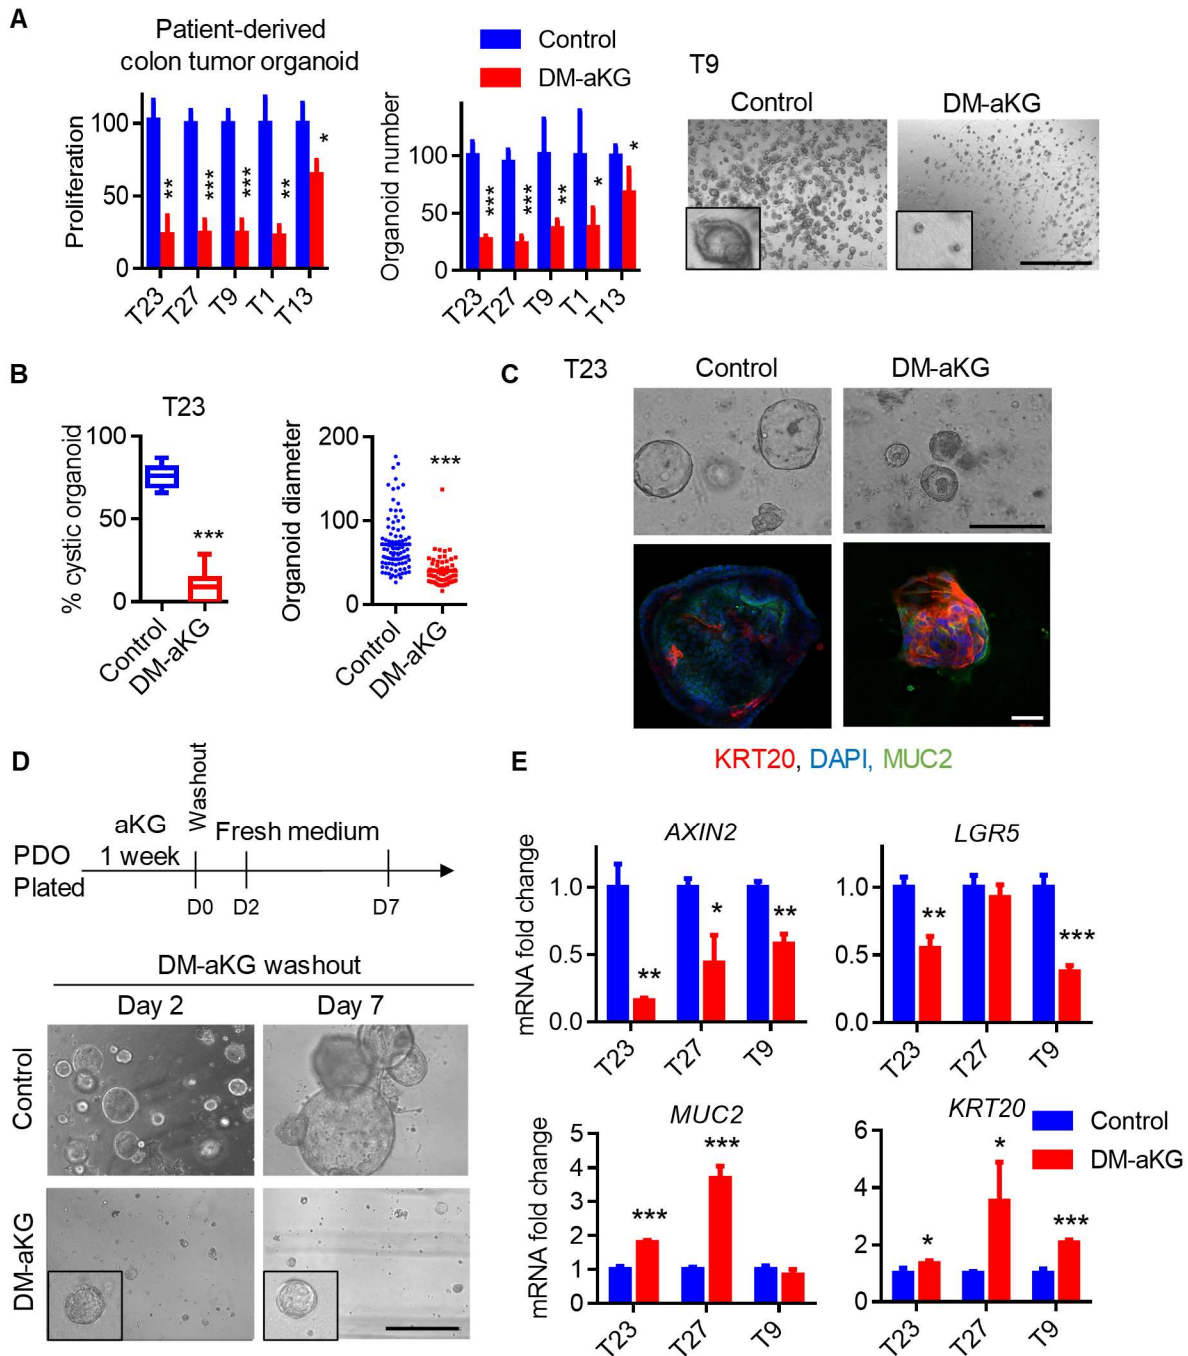 A
Patient-derived
colon tumor organoid
Control
DM-aKG
Proliferation
100
50
0
** *** *** ** *
T23 T27 T9 T1 T13
Organoid number
100
50
0
*** *** ** * *
T23 T27 T9 T1 T13
T9
Control DM-aKG
B
T23
% cystic organoid
100
50
0
***
Control DM-aKG
Organoid diameter
200
100
0
***
Control DM-aKG
C
T23 Control DM-aKG
KRT20, DAPI, MUC2
D
Washout
aKG
Fresh medium
PDO 1 week
Plated
D0 D2 D7
DM-aKG washout
Day 2 Day 7
Control
DM-aKG
E
AXIN2
mRNA fold change
1.0
0.5
0.0
** * **
T23 T27 T9
LGR5
1.0
0.5
0.0
** ***
T23 T27 T9
MUC2
mRNA fold change
5
4
3
2
1
0
*** ***
T23 T27 T9
KRT20
6
4
2
0
* * ***
T23 T27 T9
Control
DM-aKG